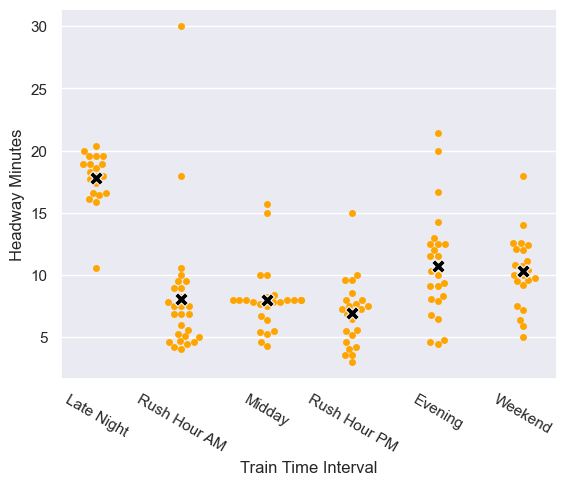 30
25
20
15
10
5
Headway Minutes
Late Night
Rush Hour AM
Midday
Rush Hour PM
Evening
Weekend
Train Time Interval